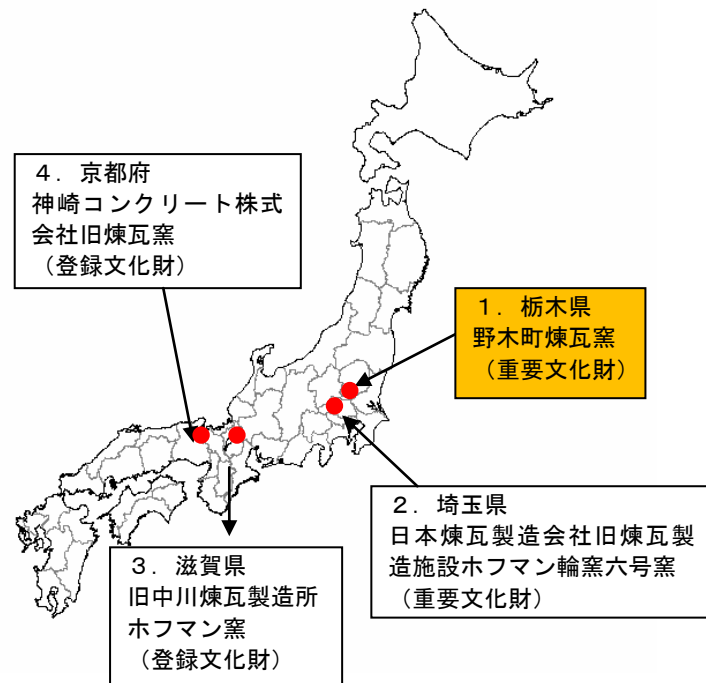 ４．京都府
神崎コンクリート株式
会社旧煉瓦窯
（登録文化財）
１．栃木県
野木町煉瓦窯
（重要文化財）
２．埼玉県
日本煉瓦製造会社旧煉瓦製
造施設ホフマン輪窯六号窯
（重要文化財）
３．滋賀県
旧中川煉瓦製造所
ホフマン窯
（登録文化財）